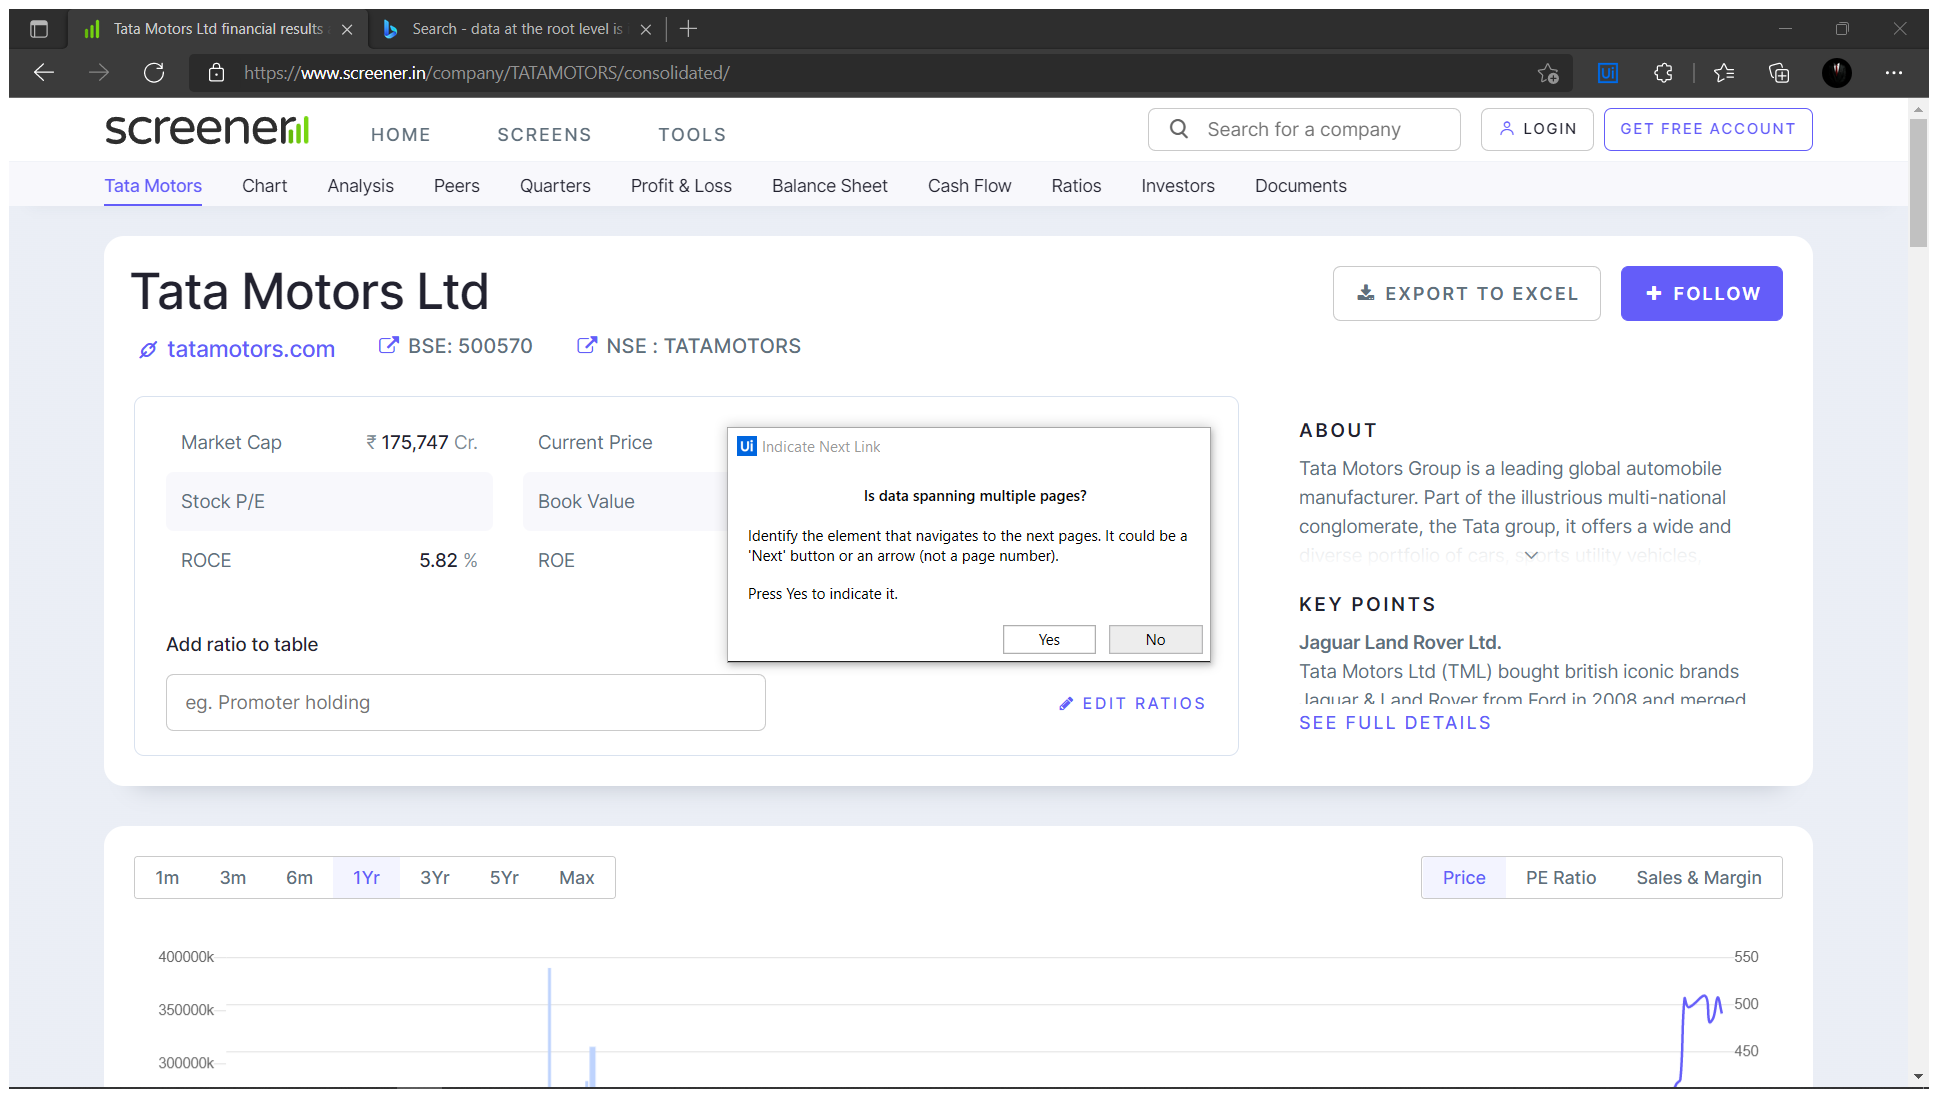 Tata Motors Ltd financial results
Search - data at the root level is
https://www.screener.in/company/TATAMOTORS/consolidated/
Ui
screener
HOME
SCREENS
TOOLS
Search for a company
LOGIN
GET FREE ACCOUNT
Tata Motors
Chart
Analysis
Peers
Quarters
Profit & Loss
Balance Sheet
Cash Flow
Ratios
Investors
Documents
Tata Motors Ltd
EXPORT TO EXCEL
FOLLOW
tatamotors.com
BSE: 500570
NSE : TATAMOTORS
Market Cap
₹ 175,747 Cr.
Current Price
Stock P/E
Book Value
ROCE
5.82 %
ROE
Add ratio to table
eg. Promoter holding
EDIT RATIOS
Ui Indicate Next Link
Is data spanning multiple pages?
Identify the element that navigates to the next pages. It could be a
'Next' button or an arrow (not a page number).
Press Yes to indicate it.
Yes
No
ABOUT
Tata Motors Group is a leading global automobile
manufacturer. Part of the illustrious multi-national
conglomerate, the Tata group, it offers a wide and
diverse portfolio of cars, sports utility vehicles,
KEY POINTS
Jaguar Land Rover Ltd.
Tata Motors Ltd (TML) bought british iconic brands
Jaguar & Land Rover from Ford in 2008 and merged
SEE FULL DETAILS
1m
3m
6m
1Yr
3Yr
5Yr
Max
Price
PE Ratio
Sales & Margin
400000k
350000k
300000k
550
500
450